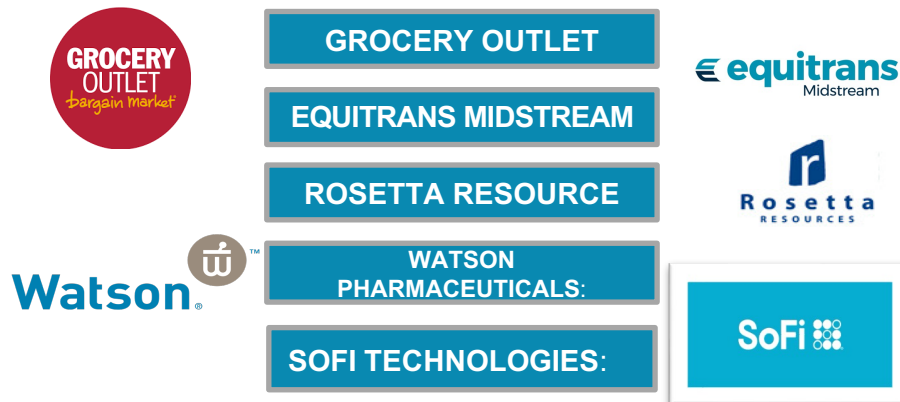 GROCERY
OUTLET
bargain market
GROCERY OUTLET
equitrans
Midstream
EQUITRANS MIDSTREAM
ROSETTA RESOURCE
r
Rosetta
RESOURCES
Watson®
™
WATSON
PHARMACEUTICALS:
SoFi
SOFI TECHNOLOGIES: